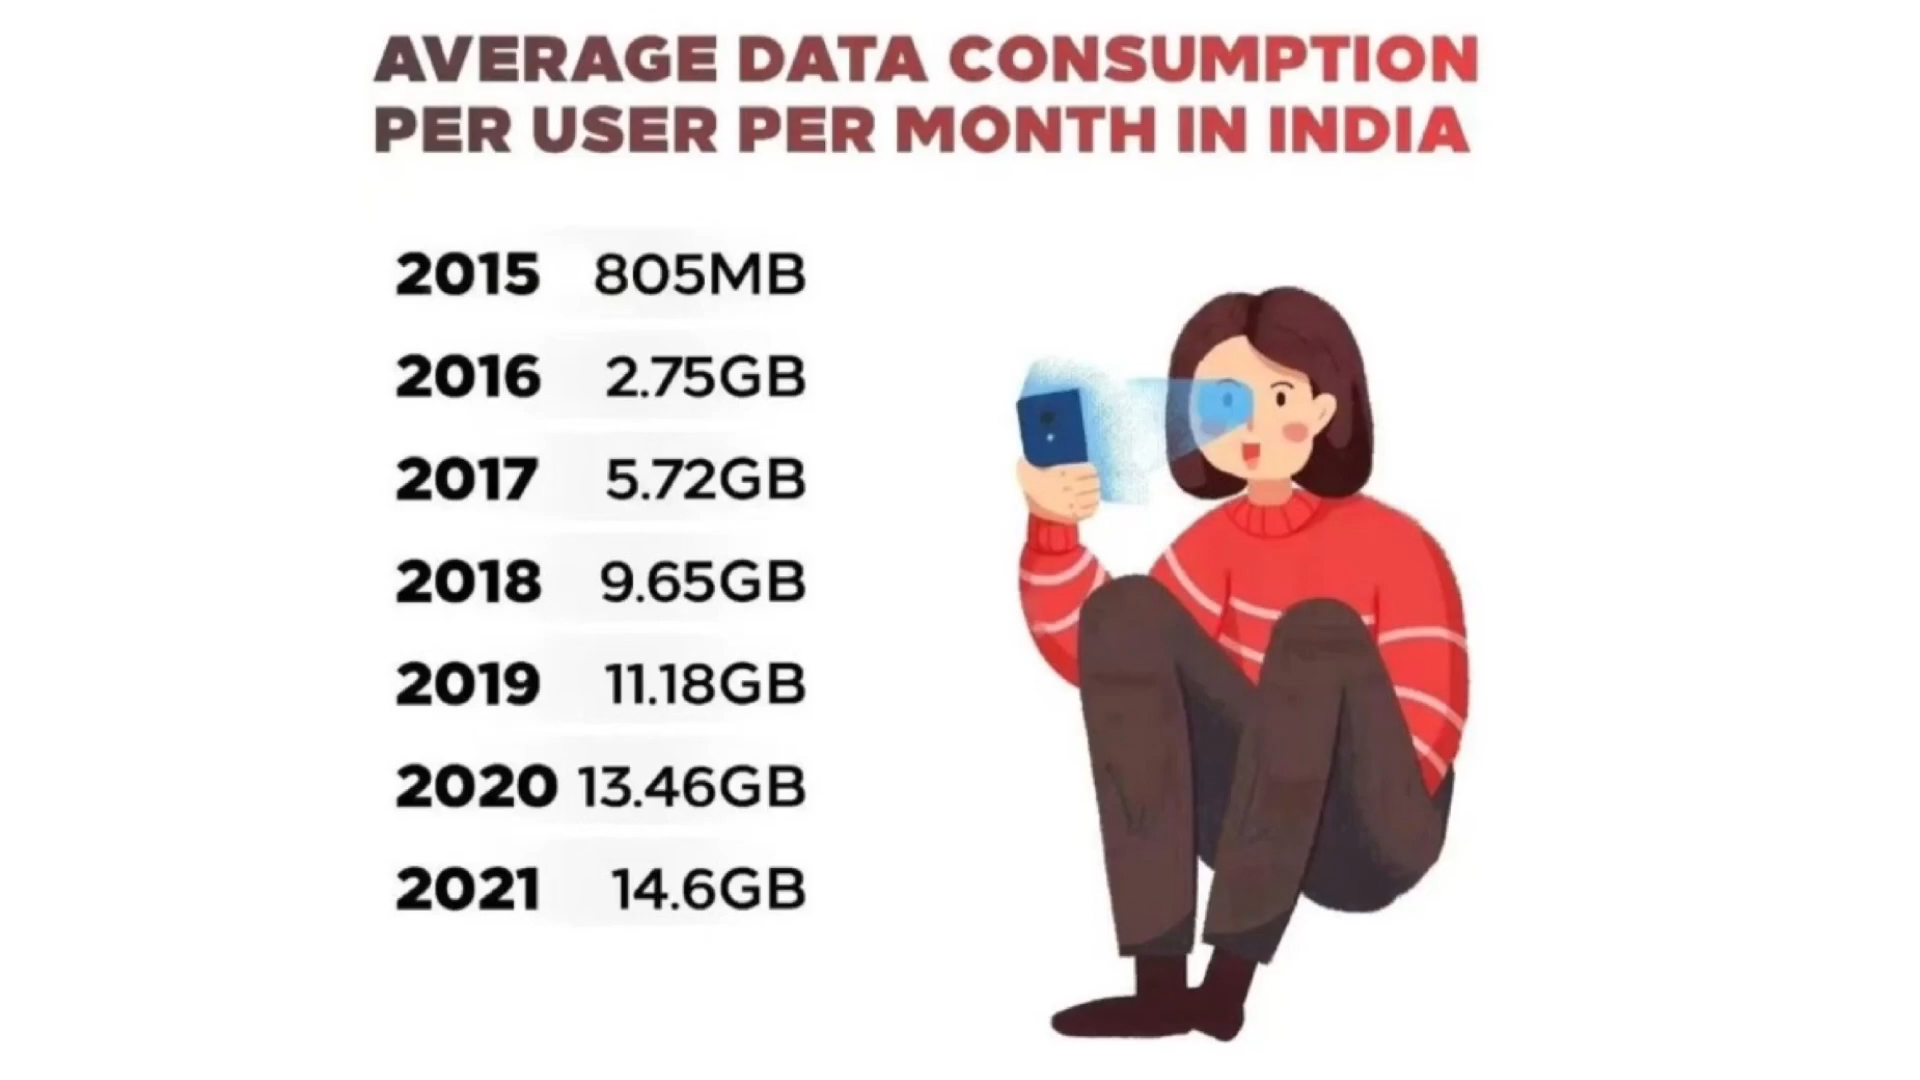 AVERAGE DATA CONSUMPTION
PER USER PER MONTH IN INDIA
2015 805MB
2016 2.75GB
2017 5.72GB
2018 9.65GB
2019 11.18GB
2020 13.46GB
2021 14.6GB